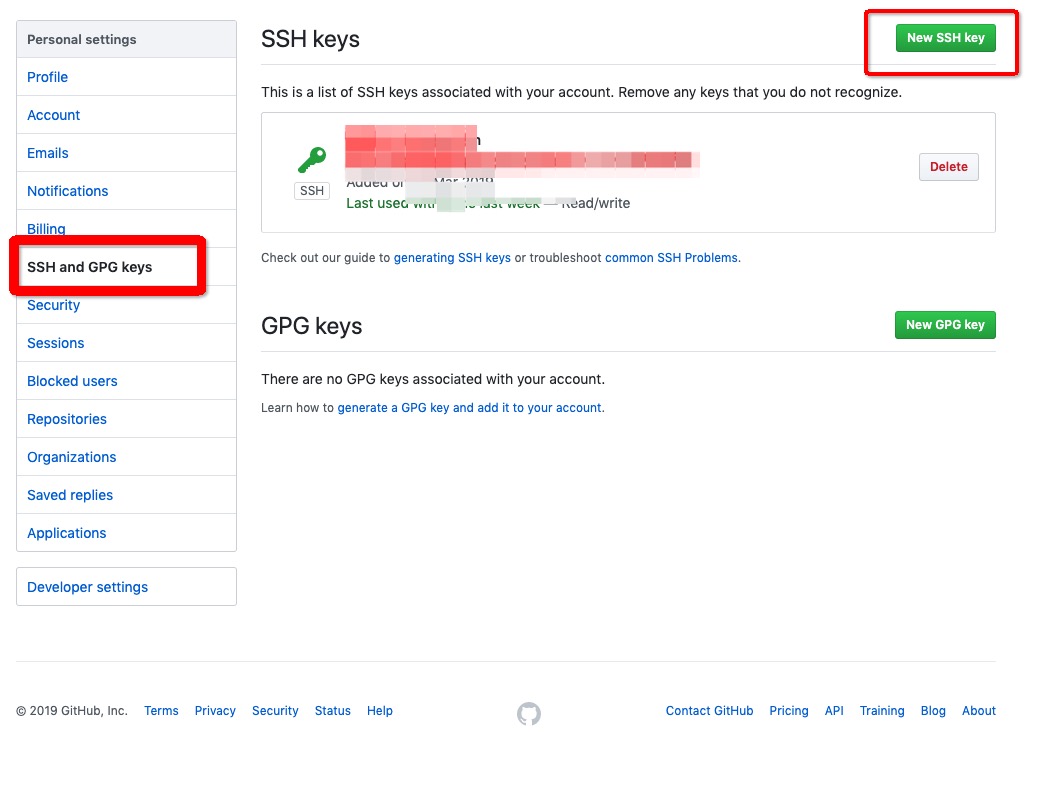 Personal settings
Profile
Account
Emails
Notifications
Billing
SSH and GPG keys
Security
Sessions
Blocked users
Repositories
Organizations
Saved replies
Applications
Developer settings
SSH keys
New SSH key
This is a list of SSH keys associated with your account. Remove any keys that you do not recognize.
SSH
Added on Mar 2019
Last used last week — Read/write
Delete
Check out our guide to generating SSH keys or troubleshoot common SSH Problems.
GPG keys
New GPG key
There are no GPG keys associated with your account.
Learn how to generate a GPG key and add it to your account.
© 2019 GitHub, Inc. Terms Privacy Security Status Help
Contact GitHub Pricing API Training Blog About